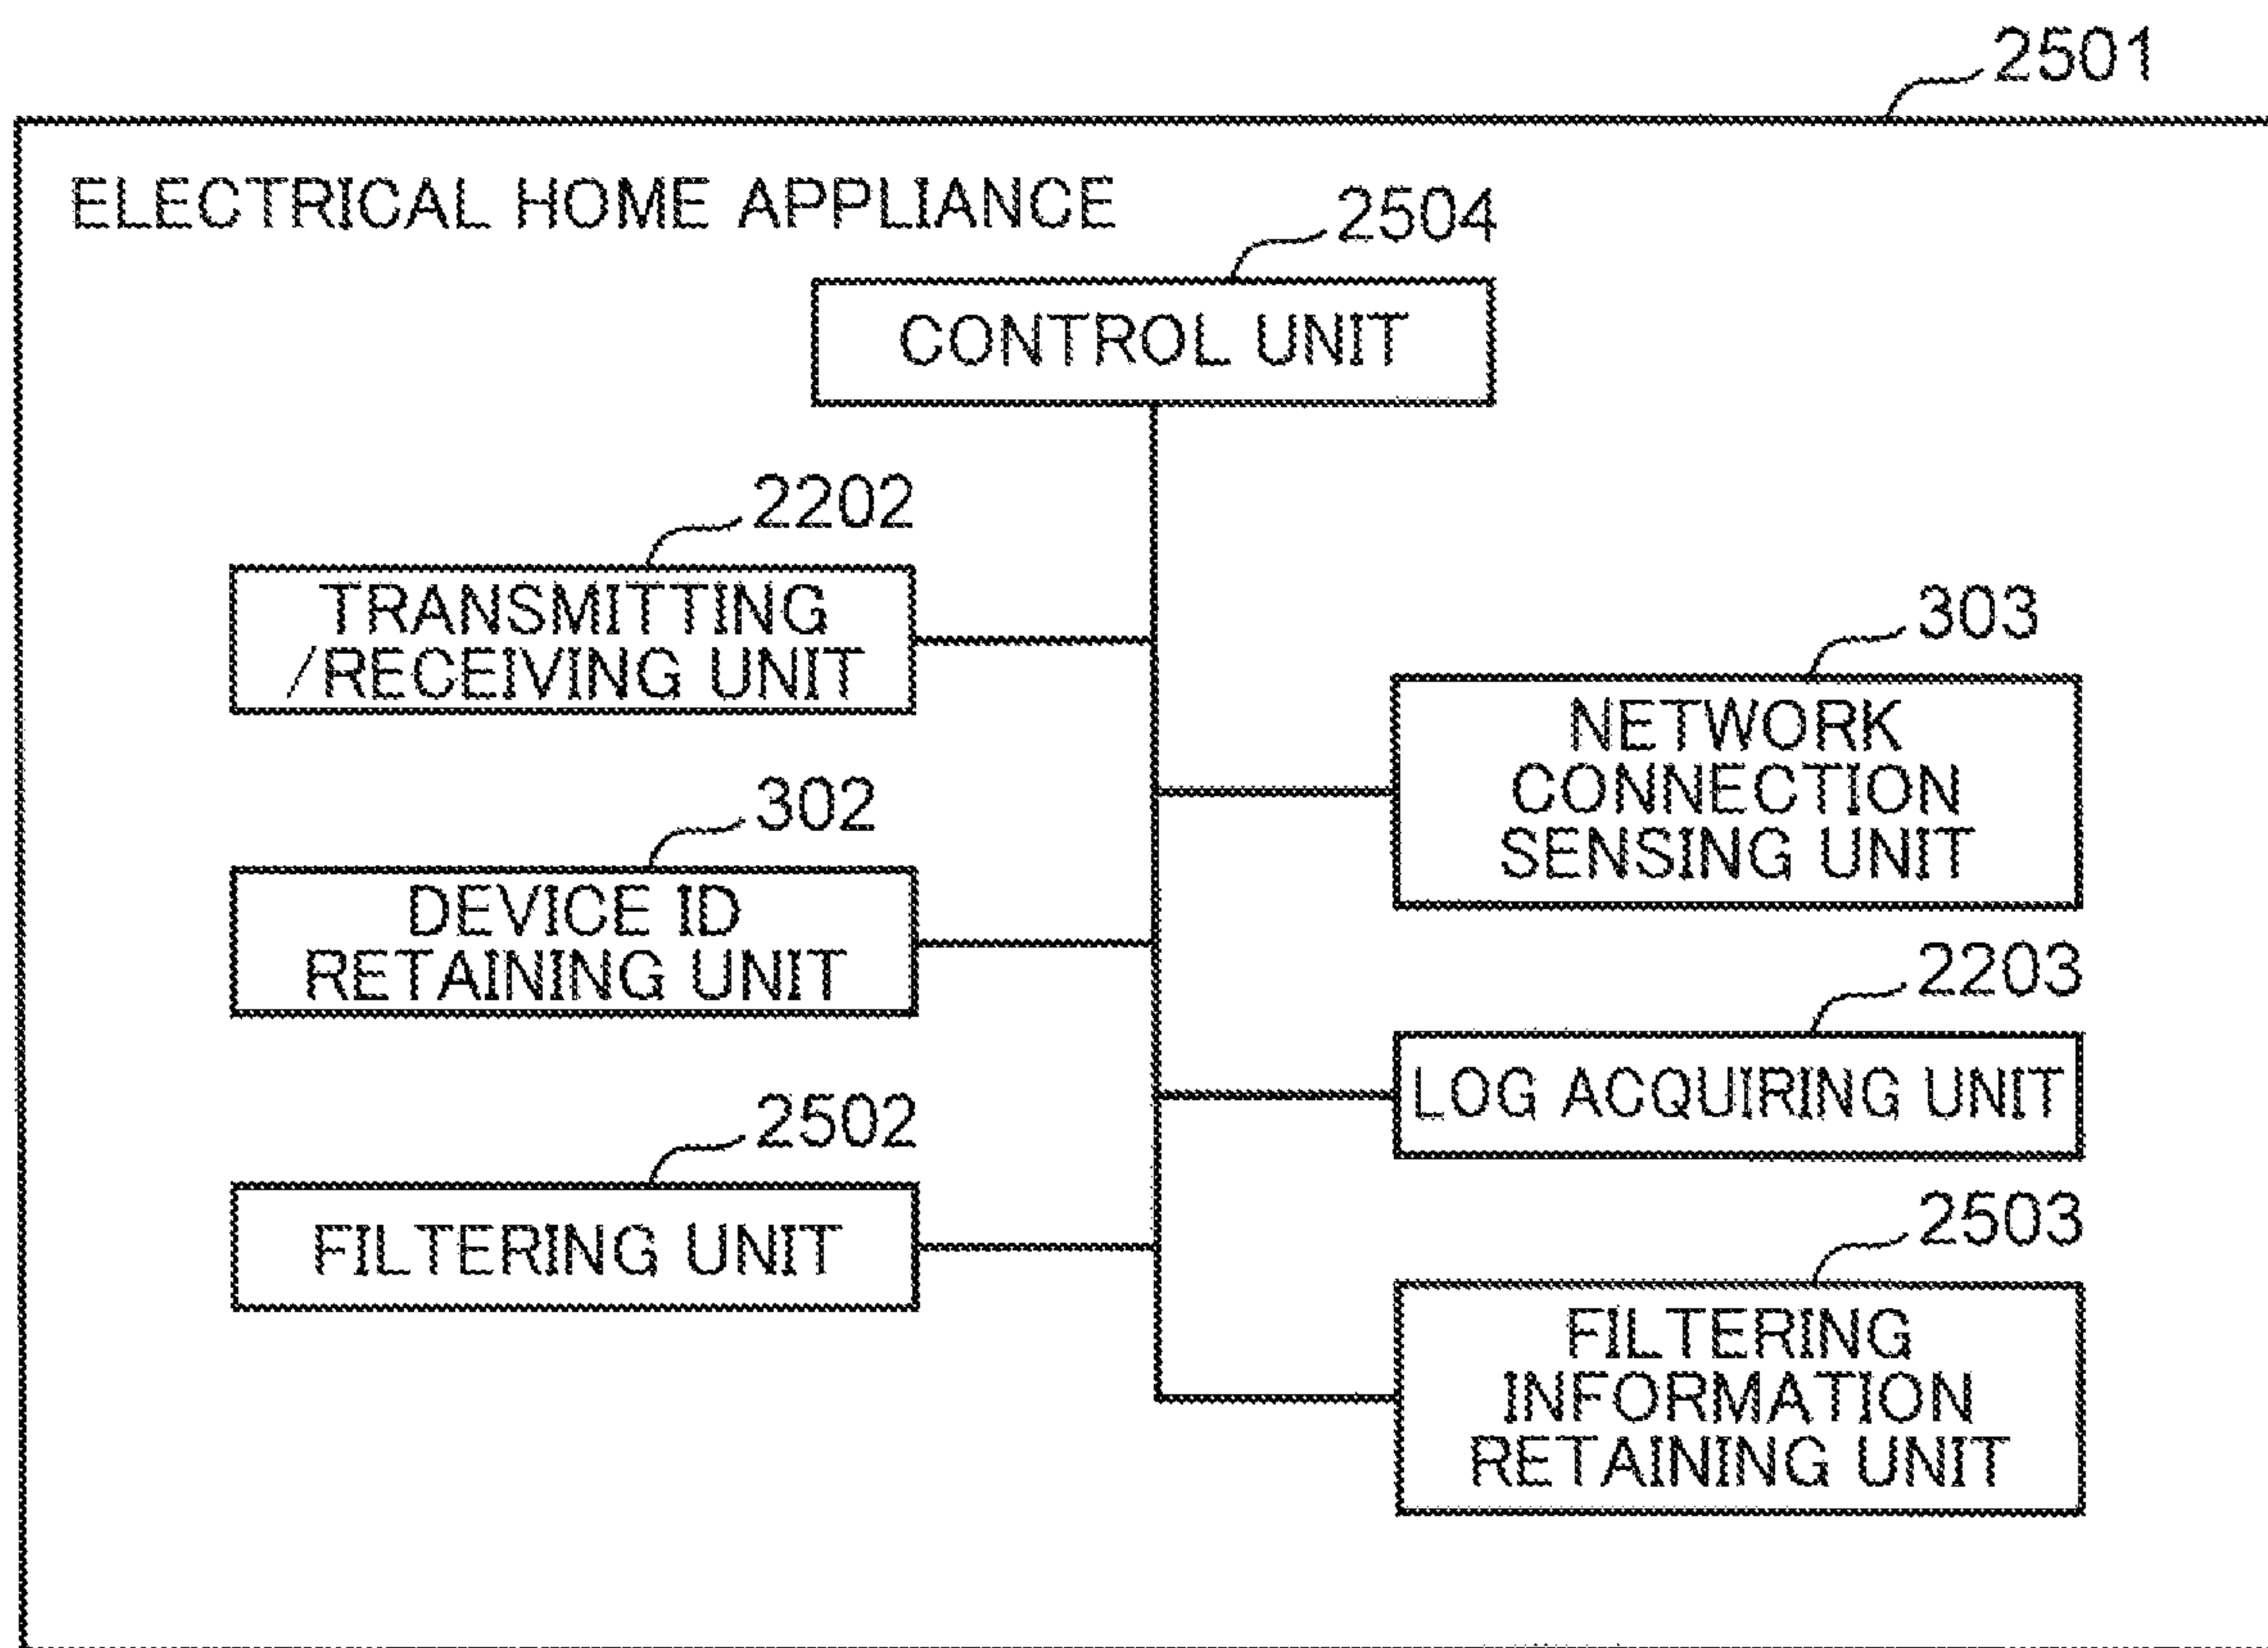 2501
ELECTRICAL HOME APPLIANCE
2504
CONTROL UNIT
2202
TRANSMITTING
/RECEIVING UNIT
303
NETWORK
CONNECTION
SENSING UNIT
302
DEVICE ID
RETAINING UNIT
2203
LOG ACQUIRING UNIT
2502
FILTERING UNIT
2503
FILTERING
INFORMATION
RETAINING UNIT